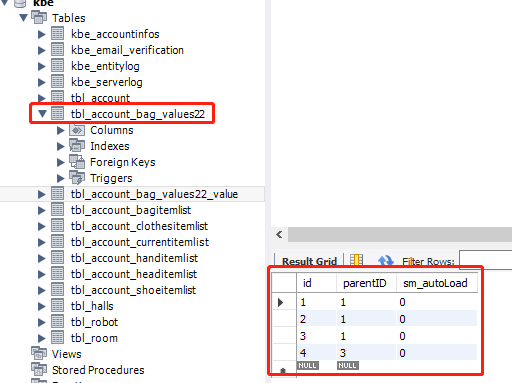 kbe
Tables
kbe_accountinfos
kbe_email_verification
kbe_entitylog
kbe_serverlog
tbl_account
tbl_account_bag_values22
Columns
Indexes
Foreign Keys
Triggers
tbl_account_bag_values22_value
tbl_account_bagitemlist
tbl_account_clothesitemlist
tbl_account_currentitemlist
tbl_account_handitemlist
tbl_account_headitemlist
tbl_account_shoeitemlist
tbl_halls
tbl_robot
tbl_room
Views
Stored Procedures
Result Grid Filter Rows:
id parentID sm_autoLoad
1 1 0
2 1 0
3 1 0
4 3 0
NULL NULL